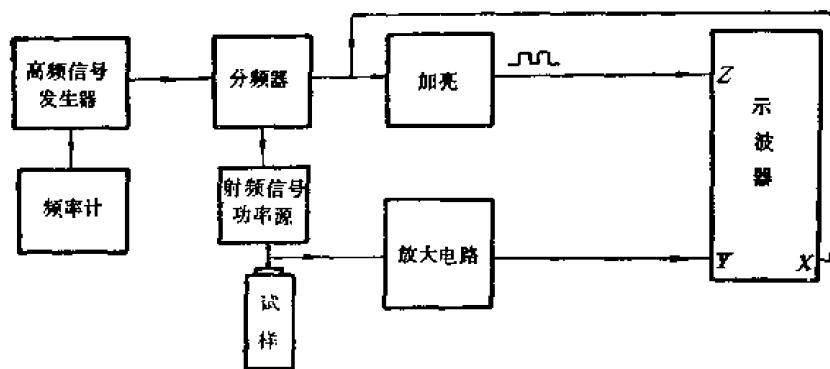 高频信号
发生器
分频器
加亮
Z
示
波
器
频率计
射频信号
功率源
放大电路
Y
X
试
样